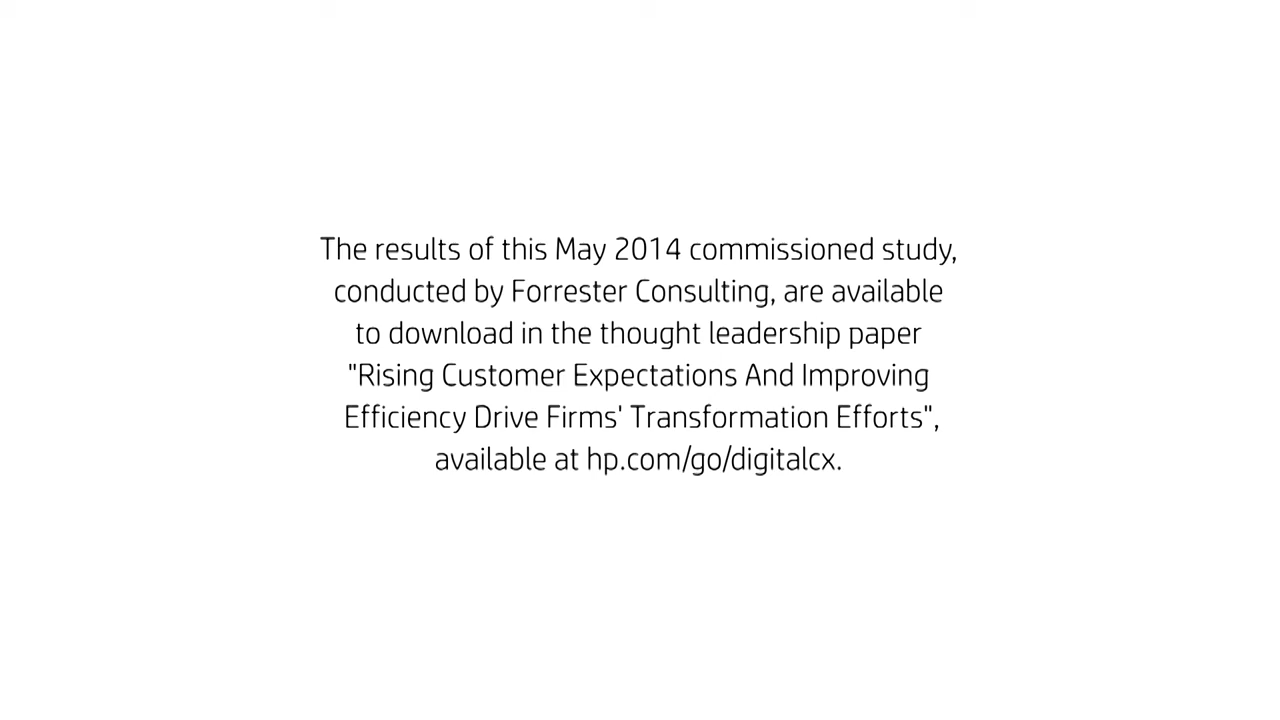 The results of this May 2014 commissioned study,
conducted by Forrester Consulting, are available
to download in the thought leadership paper
"Rising Customer Expectations And Improving
Efficiency Drive Firms' Transformation Efforts",
available at hp.com/go/digitalcx.